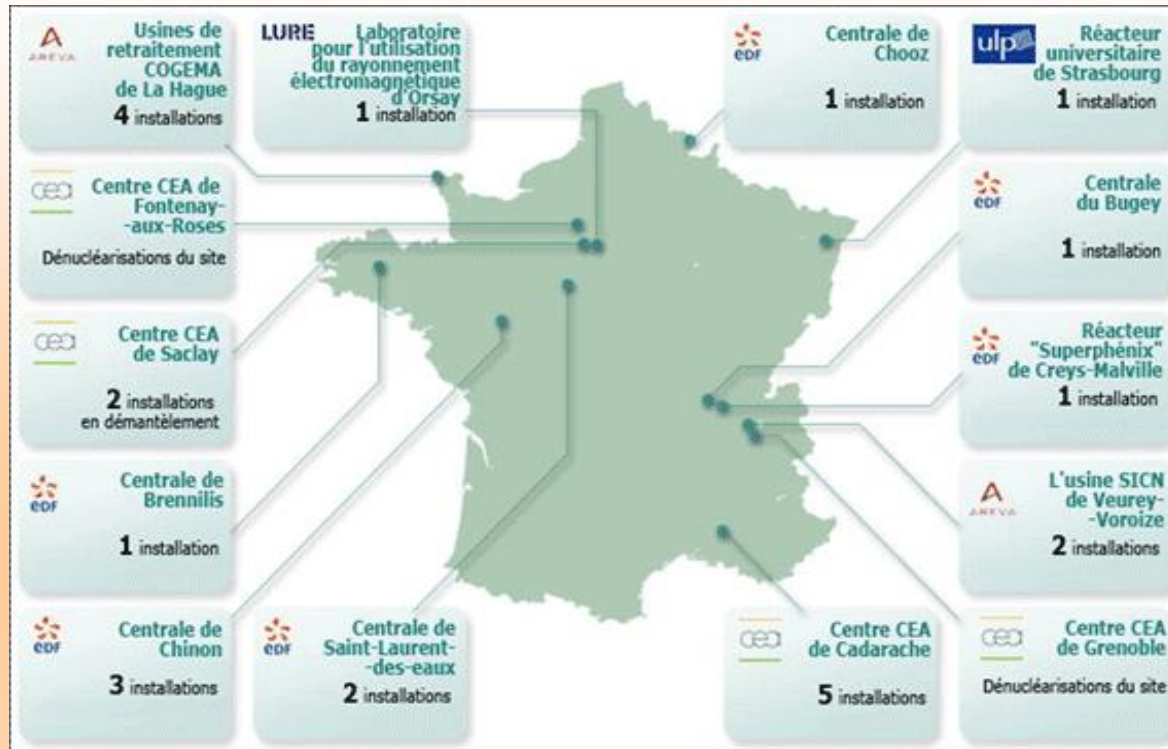 AREVA
Usines de
retraitement
COGEMA
de La Hague
4 installations
LURE
Laboratoire
pour l'utilisation
du rayonnement
électromagnétique
d'Orsay
1 installation
eDF
Centrale de
Chooz
1 installation
ulp
Réacteur
universitaire
de Strasbourg
1 installation
cea
Centre CEA de
Fontenay-
-aux-Roses
Dénucléarisations du site
eDF
Centrale
du Bugey
1 installation
cea
Centre CEA
de Saclay
2 installations
en démantèlement
eDF
Réacteur
"Superphénix"
de Creys-Malville
1 installation
eDF
Centrale de
Brennilis
1 installation
AREVA
L'usine SICN
de Veurey-
-Voroize
2 installations
eDF
Centrale de
Chinon
3 installations
eDF
Centrale de
Saint-Laurent-
-des-eaux
2 installations
cea
Centre CEA
de Cadarache
5 installations
cea
Centre CEA
de Grenoble
Dénucléarisations du site